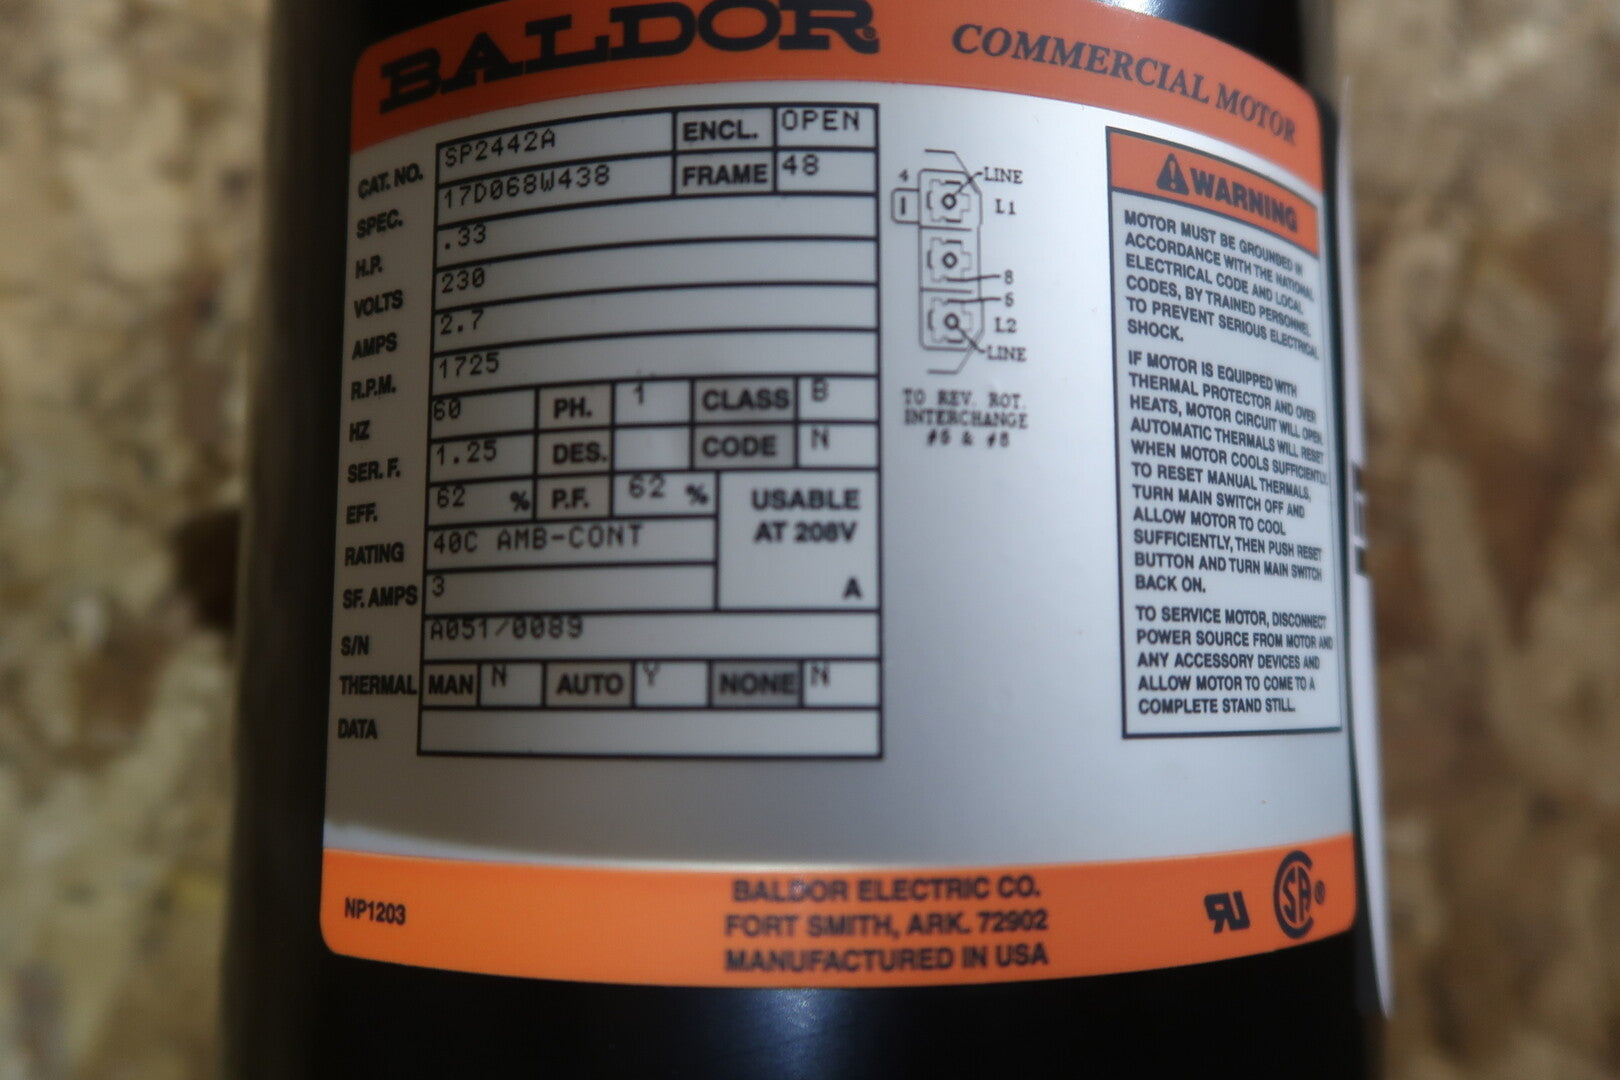 BALDOR® COMMERCIAL MOTOR
CAT. NO. SP2442A ENCL. OPEN
SPEC. 17D068W438 FRAME 48
H.P. .33
VOLTS 230
AMPS 2.7
R.P.M. 1725
HZ 60 PH. 1 CLASS B
SER. F. 1.25 DES. CODE N
EFF. 62 % P.F. 62 %
USABLE
AT 208V
A
RATING 40C AMB-CONT
SF. AMPS 3
S/N A051/0089
THERMAL MAN N AUTO Y NONE N
DATA
4 LINE
1 L1
8
6
L2
LINE
TO REV. ROT.
INTERCHANGE
#6 & #8
WARNING
MOTOR MUST BE GROUNDED IN
ACCORDANCE WITH THE NATIONAL
ELECTRICAL CODE AND LOCAL
CODES, BY TRAINED PERSONNEL
TO PREVENT SERIOUS ELECTRICAL
SHOCK.
IF MOTOR IS EQUIPPED WITH
THERMAL PROTECTOR AND OVER
HEATS, MOTOR CIRCUIT WILL OPEN.
AUTOMATIC THERMALS WILL RESET
WHEN MOTOR COOLS SUFFICIENTLY.
TO RESET MANUAL THERMALS,
TURN MAIN SWITCH OFF AND
ALLOW MOTOR TO COOL
SUFFICIENTLY, THEN PUSH RESET
BUTTON AND TURN MAIN SWITCH
BACK ON.
TO SERVICE MOTOR, DISCONNECT
POWER SOURCE FROM MOTOR AND
ANY ACCESSORY DEVICES AND
ALLOW MOTOR TO COME TO A
COMPLETE STAND STILL.
NP1203
BALDOR ELECTRIC CO.
FORT SMITH, ARK. 72902
MANUFACTURED IN USA
RU SA®